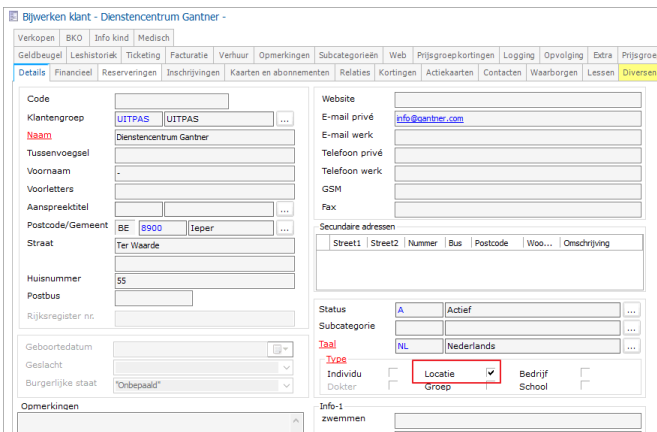 Bijwerken klant - Dienstencentrum Gantner -
Verkopen BKO Info kind Medisch
Geldbeugel Leshistoriek Ticketing Facturatie Verhuur Opmerkingen Subcategorieën Web Prijsgroepkortingen Logging Opvolging Extra Prijsgroe
Details Financieel Reserveringen Inschrijvingen Kaarten en abonnementen Relaties Kortingen Actiekaarten Contacten Waarborgen Lessen Diversen
Code
Klantengroep UITPAS UITPAS ...
Naam Dienstencentrum Gantner
Tussenvoegsel
Voornaam -
Voorletters
Aanspreektitel ...
Postcode/Gemeent BE 8900 Ieper ...
Straat Ter Waarde
Huisnummer 55
Postbus
Rijksregister nr.
Geboortedatum
Geslacht
Burgerlijke staat "Onbepaald"
Opmerkingen
Website
E-mail privé info@gantner.com
E-mail werk
Telefoon privé
Telefoon werk
GSM
Fax
Secundaire adressen
Street1 Street2 Nummer Bus Postcode Woo... Omschrijving
Status A Actief ...
Subcategorie ...
Taal NL Nederlands ...
Type
Individu Locatie Bedrijf
Dokter Groep School
Info-1
zwemmen